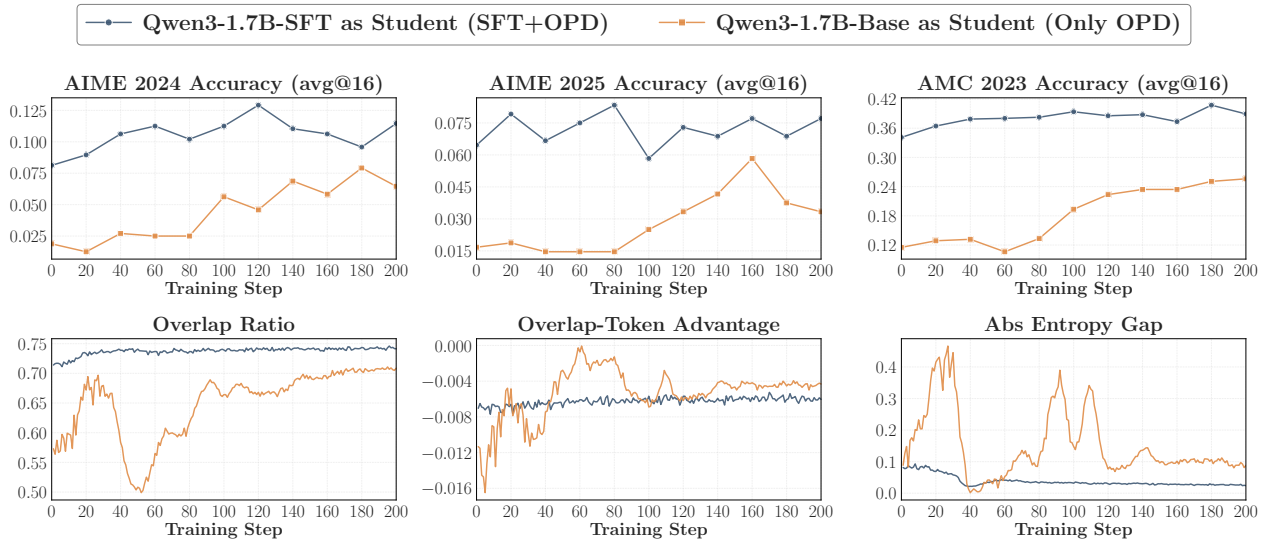 Qwen3-1.7B-SFT as Student (SFT+OPD) Qwen3-1.7B-Base as Student (Only OPD)
AIME 2024 Accuracy (avg@16)
0.125
0.100
0.075
0.050
0.025
0 20 40 60 80 100 120 140 160 180 200
Training Step
AIME 2025 Accuracy (avg@16)
0.075
0.060
0.045
0.030
0.015
0 20 40 60 80 100 120 140 160 180 200
Training Step
AMC 2023 Accuracy (avg@16)
0.42
0.36
0.30
0.24
0.18
0.12
0 20 40 60 80 100 120 140 160 180 200
Training Step
Overlap Ratio
0.75
0.70
0.65
0.60
0.55
0.50
0 20 40 60 80 100 120 140 160 180 200
Training Step
Overlap-Token Advantage
0.000
−0.004
−0.008
−0.012
−0.016
0 20 40 60 80 100 120 140 160 180 200
Training Step
Abs Entropy Gap
0.4
0.3
0.2
0.1
0.0
0 20 40 60 80 100 120 140 160 180 200
Training Step